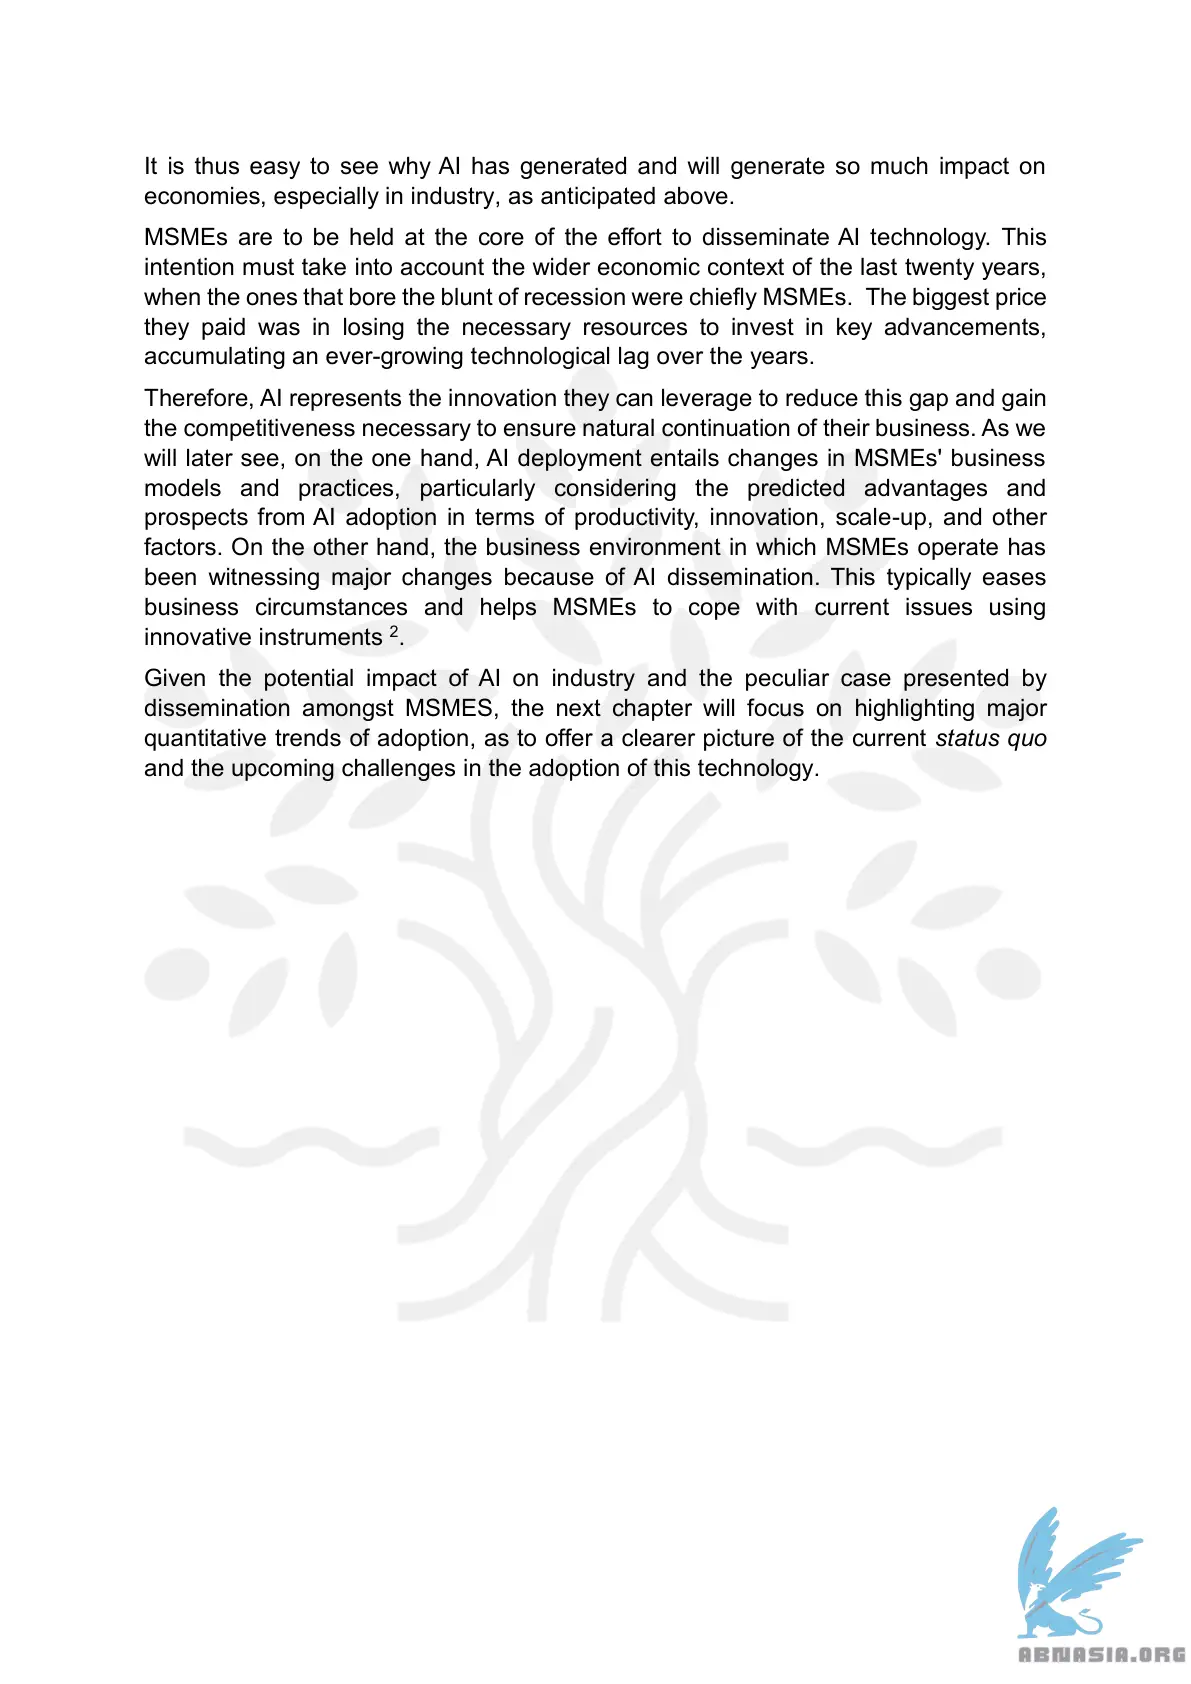 It is thus easy to see why AI has generated and will generate so much impact on
economies, especially in industry, as anticipated above.
MSMEs are to be held at the core of the effort to disseminate AI technology. This
intention must take into account the wider economic context of the last twenty years,
when the ones that bore the blunt of recession were chiefly MSMEs.  The biggest price
they paid was in losing the necessary resources to invest in key advancements,
accumulating an ever-growing technological lag over the years.
Therefore, AI represents the innovation they can leverage to reduce this gap and gain
the competitiveness necessary to ensure natural continuation of their business. As we
will later see, on the one hand, AI deployment entails changes in MSMEs' business
models and practices, particularly considering the predicted advantages and
prospects from AI adoption in terms of productivity, innovation, scale-up, and other
factors. On the other hand, the business environment in which MSMEs operate has
been witnessing major changes because of AI dissemination. This typically eases
business circumstances and helps MSMEs to cope with current issues using
innovative instruments 2.
Given the potential impact of AI on industry and the peculiar case presented by
dissemination amongst MSMES, the next chapter will focus on highlighting major
quantitative trends of adoption, as to offer a clearer picture of the current status quo
and the upcoming challenges in the adoption of this technology.
ABNASIA.ORG